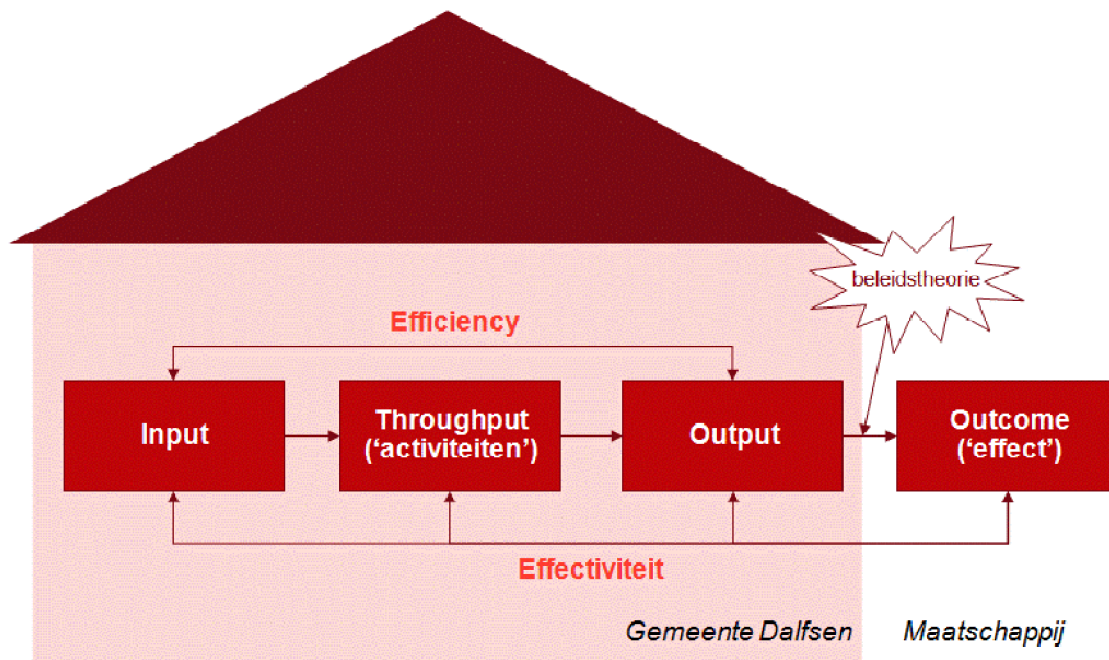 beleidstheorie
Efficiency
Input
Throughput
(‘activiteiten’)
Output
Outcome
(‘effect’)
Effectiviteit
Gemeente Dalfsen
Maatschappij